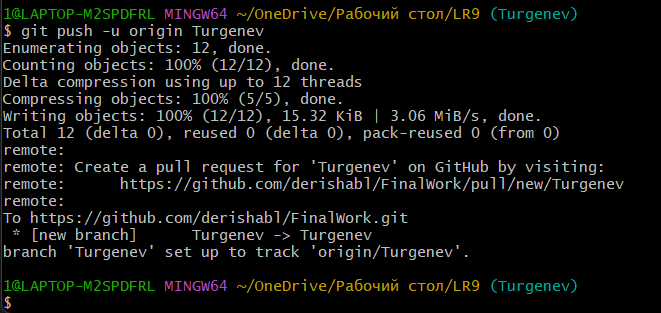 1@LAPTOP-M2SPDFRL MINGW64 ~/OneDrive/Рабочий стол/LR9 (Turgenev)
$ git push -u origin Turgenev
Enumerating objects: 12, done.
Counting objects: 100% (12/12), done.
Delta compression using up to 12 threads
Compressing objects: 100% (5/5), done.
Writing objects: 100% (12/12), 15.32 KiB | 3.06 MiB/s, done.
Total 12 (delta 0), reused 0 (delta 0), pack-reused 0 (from 0)
remote:
remote: Create a pull request for 'Turgenev' on GitHub by visiting:
remote:      https://github.com/derishabl/FinalWork/pull/new/Turgenev
remote:
To https://github.com/derishabl/FinalWork.git
 * [new branch]      Turgenev -> Turgenev
branch 'Turgenev' set up to track 'origin/Turgenev'.

1@LAPTOP-M2SPDFRL MINGW64 ~/OneDrive/Рабочий стол/LR9 (Turgenev)
$